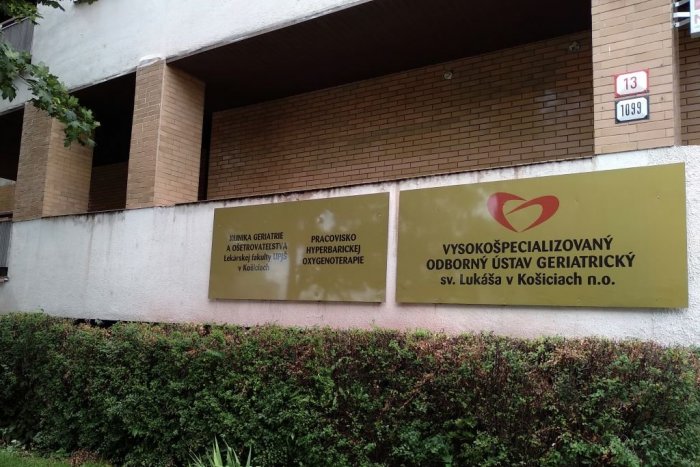 13
1099
KLINIKA GERIATRIE
A OŠETROVATEĽSTVA
Lekárskej fakulty UPJŠ
v Košiciach
PRACOVISKO
HYPERBARICKEJ
OXYGENOTERAPIE
VYSOKOŠPECIALIZOVANÝ
ODBORNÝ ÚSTAV GERIATRICKÝ
sv. Lukáša v Košiciach n.o.